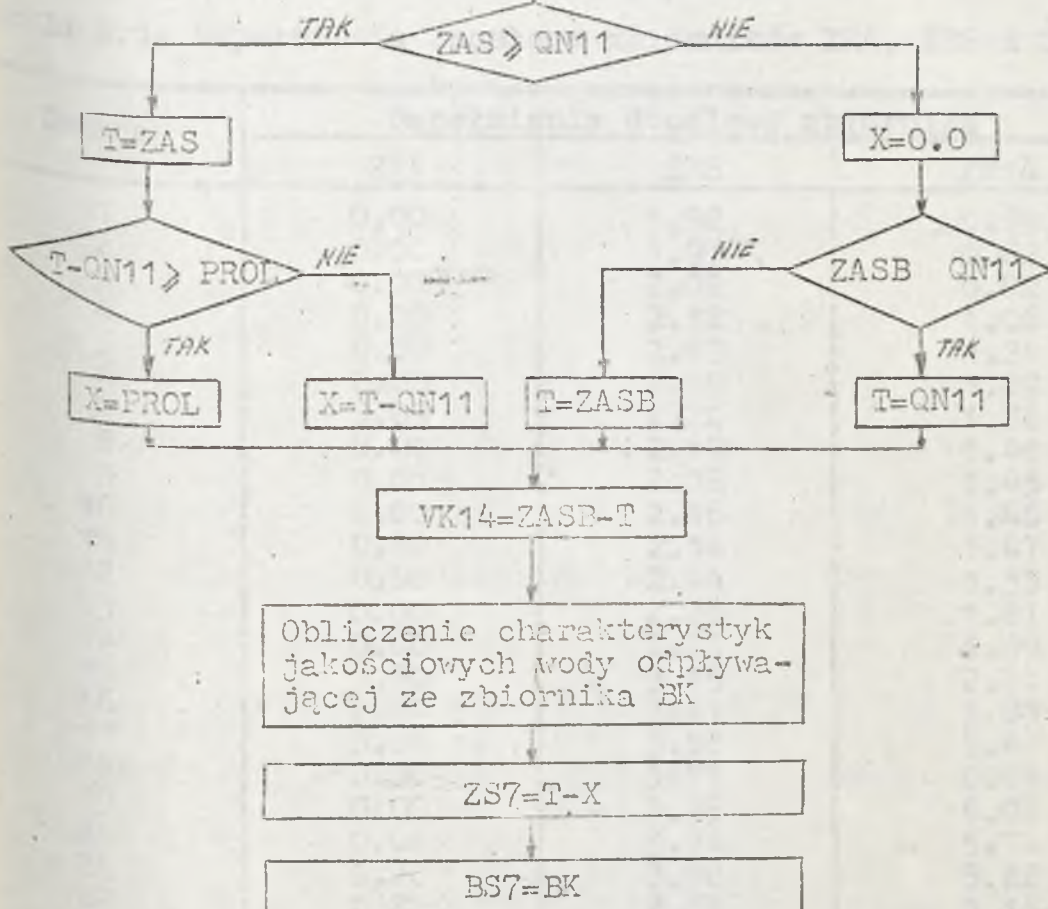 TAK
ZAS ⩾ QN11
NIE
T=ZAS
X=0.0
T-QN11 ⩾ PROL
NIE
NIE
ZASB QN11
TAK
TAK
X=PROL
X=T-QN11
T=ZASB
T=QN11
VK14=ZASB-T
Obliczenie charakterystyk
jakościowych wody odpływa-
jącej ze zbiornika BK
ZS7=T-X
BS7=BK